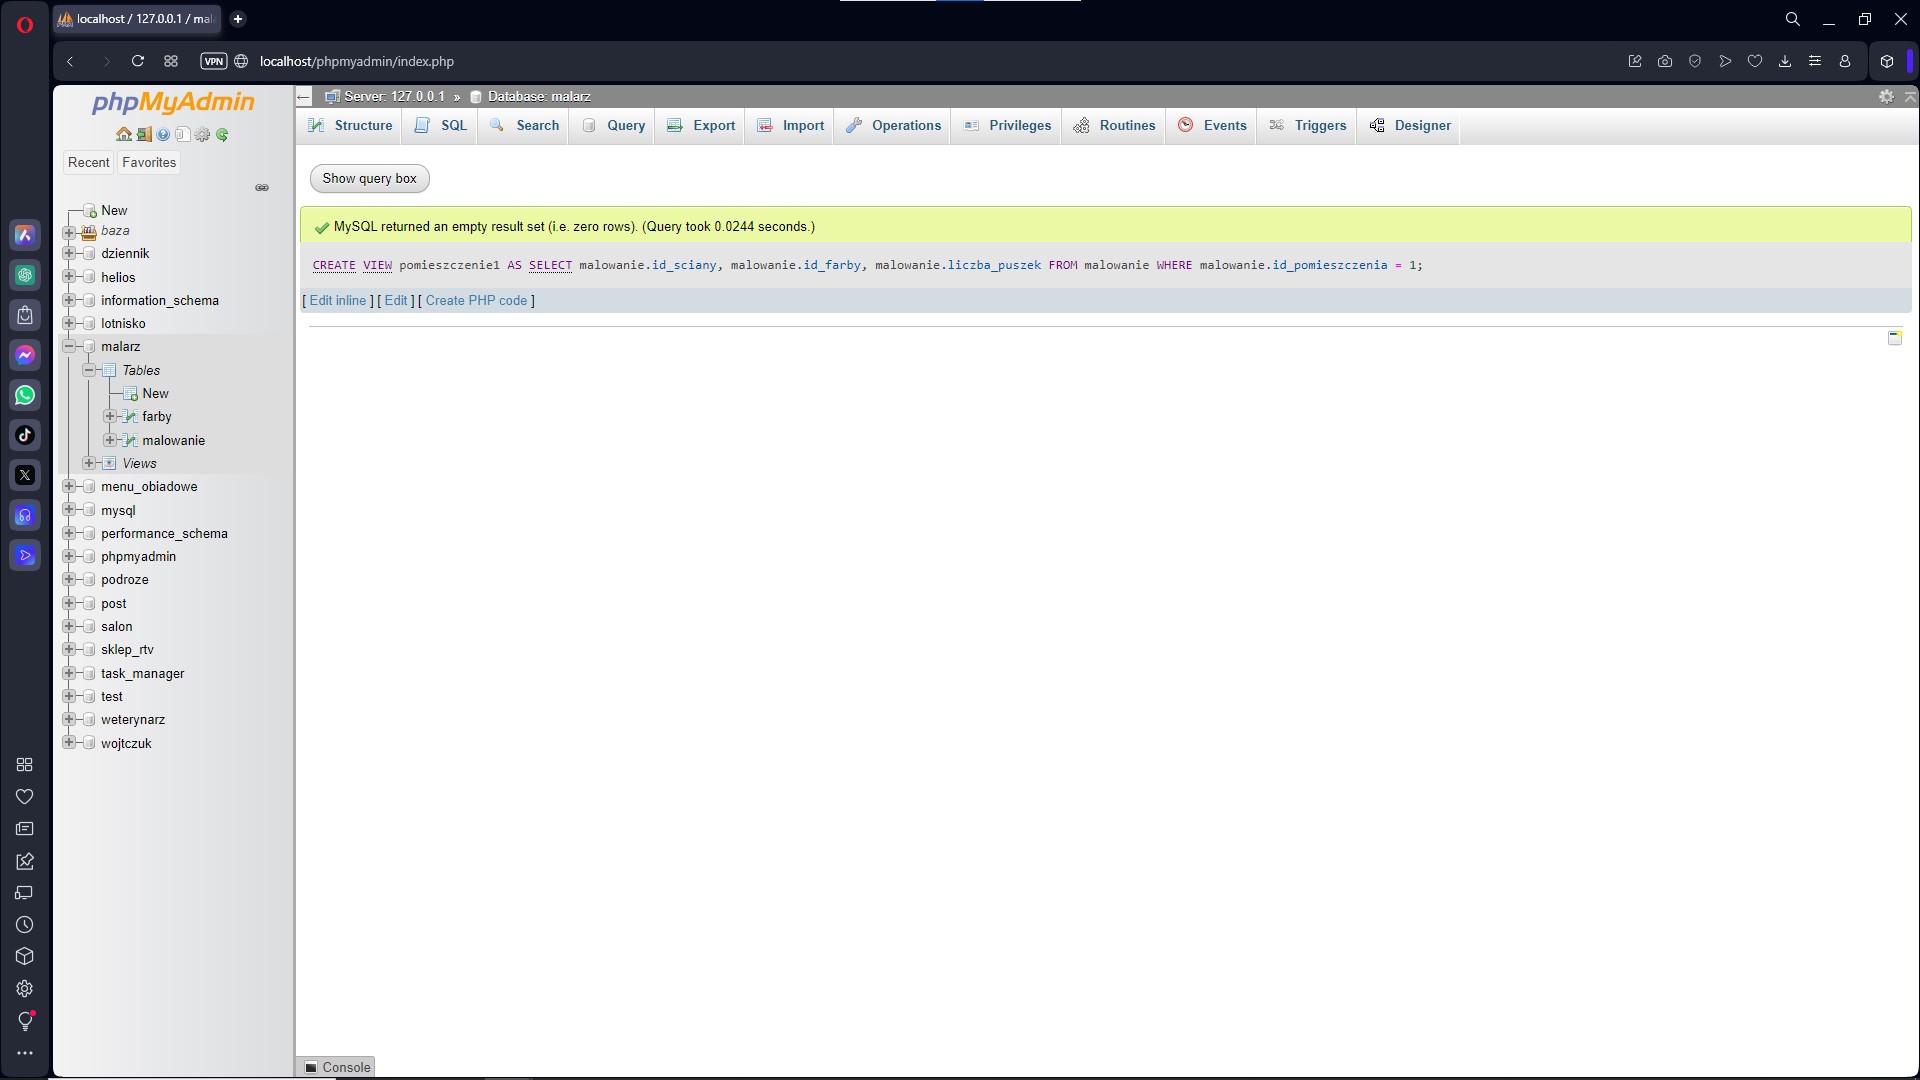 localhost / 127.0.0.1 / mal
VPN
localhost/phpmyadmin/index.php
phpMyAdmin
Recent
Favorites
New
baza
dziennik
helios
information_schema
lotnisko
malarz
Tables
New
farby
malowanie
Views
menu_obiadowe
mysql
performance_schema
phpmyadmin
podroze
post
salon
sklep_rtv
task_manager
test
weterynarz
wojtczuk
Server: 127.0.0.1 » Database: malarz
Structure SQL Search Query Export Import Operations Privileges Routines Events Triggers Designer
Show query box
MySQL returned an empty result set (i.e. zero rows). (Query took 0.0244 seconds.)
CREATE VIEW pomieszczenie1 AS SELECT malowanie.id_sciany, malowanie.id_farby, malowanie.liczba_puszek FROM malowanie WHERE malowanie.id_pomieszczenia = 1;
[ Edit inline ] [ Edit ] [ Create PHP code ]
Console